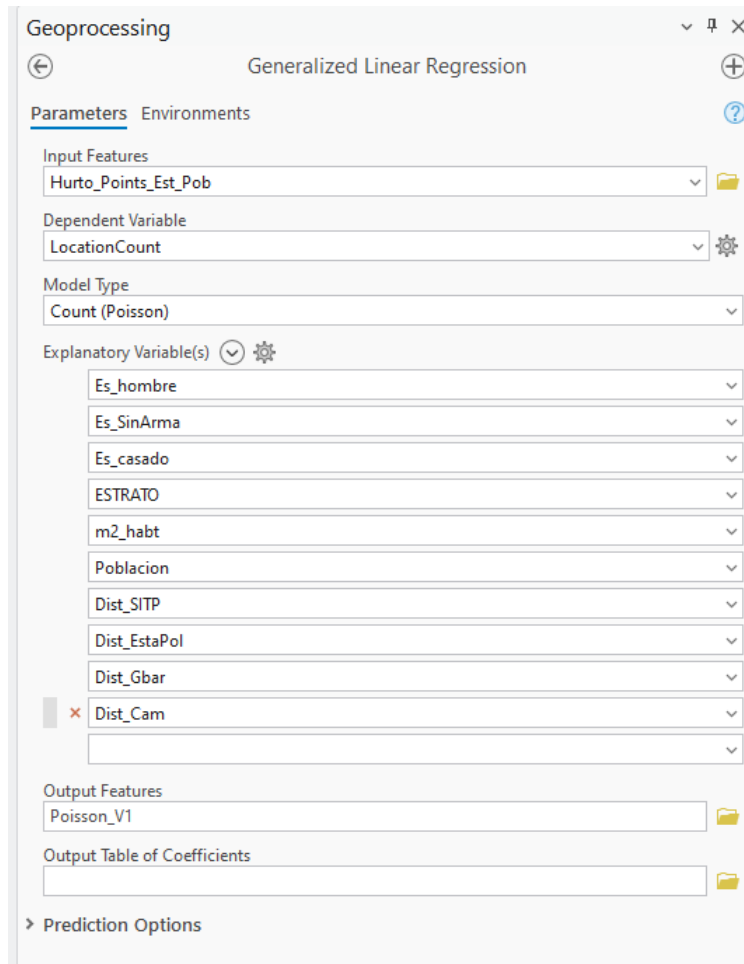 Geoprocessing
Generalized Linear Regression
Parameters Environments
Input Features
Hurto_Points_Est_Pob
Dependent Variable
LocationCount
Model Type
Count (Poisson)
Explanatory Variable(s)
Es_hombre
Es_SinArma
Es_casado
ESTRATO
m2_habt
Poblacion
Dist_SITP
Dist_EstaPol
Dist_Gbar
Dist_Cam
Output Features
Poisson_V1
Output Table of Coefficients
Prediction Options